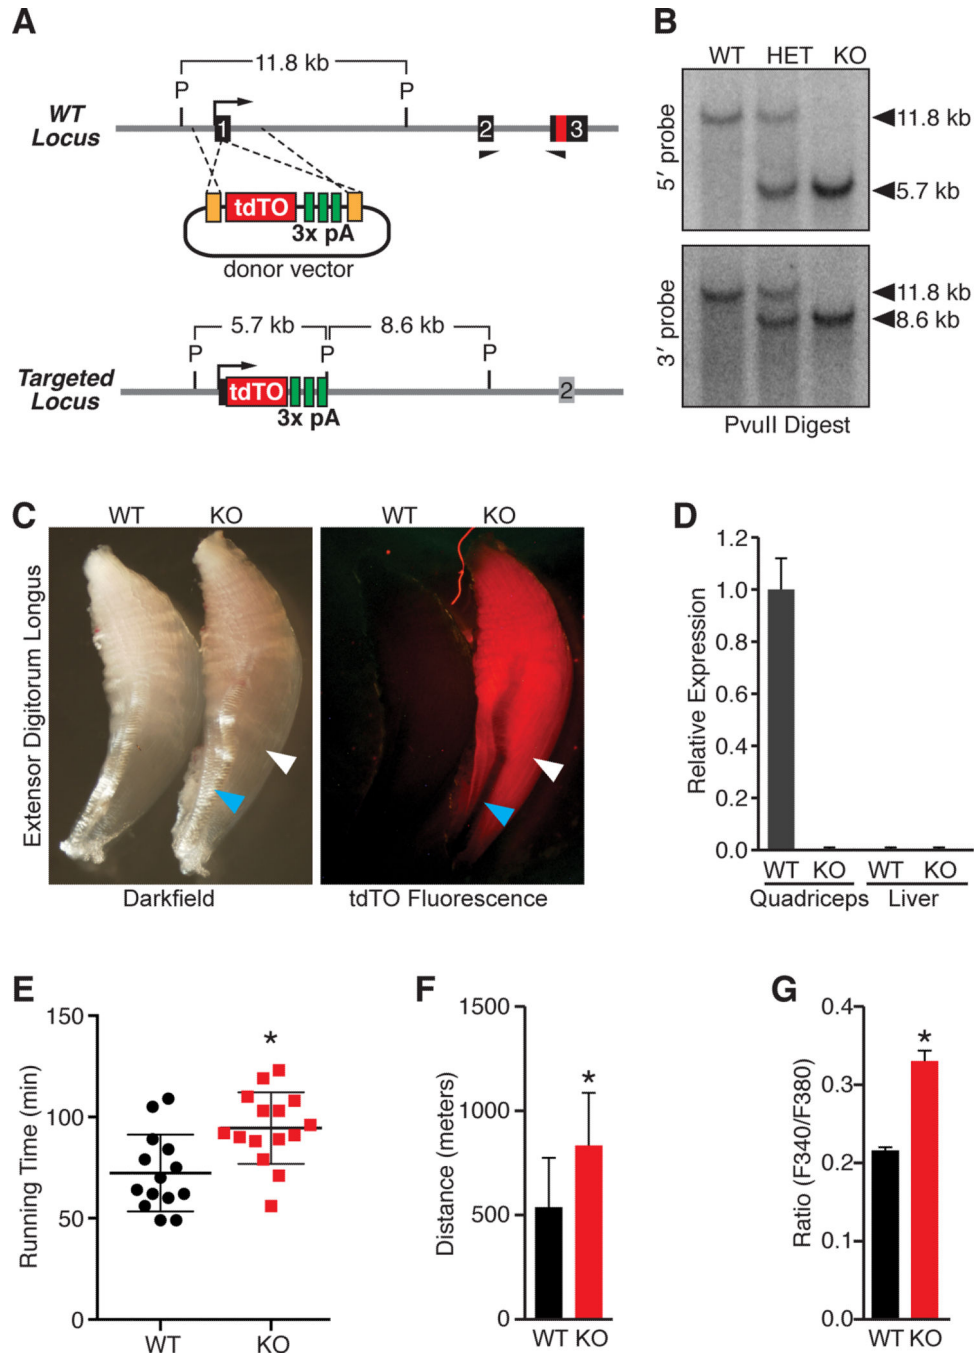 A
11.8 kb
P
P
WT
Locus
1
2
3
tdTO
3x pA
donor vector
5.7 kb
8.6 kb
P
P
P
Targeted
Locus
tdTO
2
3x pA
B
WT HET KO
5′ probe
11.8 kb
5.7 kb
3′ probe
11.8 kb
8.6 kb
PvuII Digest
C
WT KO
WT KO
Extensor Digitorum Longus
Darkfield
tdTO Fluorescence
D
Relative Expression
1.2
1.0
0.8
0.6
0.4
1.2
0.0
WT KO WT KO
Quadriceps Liver
E
Running Time (min)
150
100
50
0
*
WT KO
F
Distance (meters)
1500
1000
500
0
*
WT KO
G
Ratio (F340/F380)
0.4
0.3
0.2
0.1
0
*
WT KO